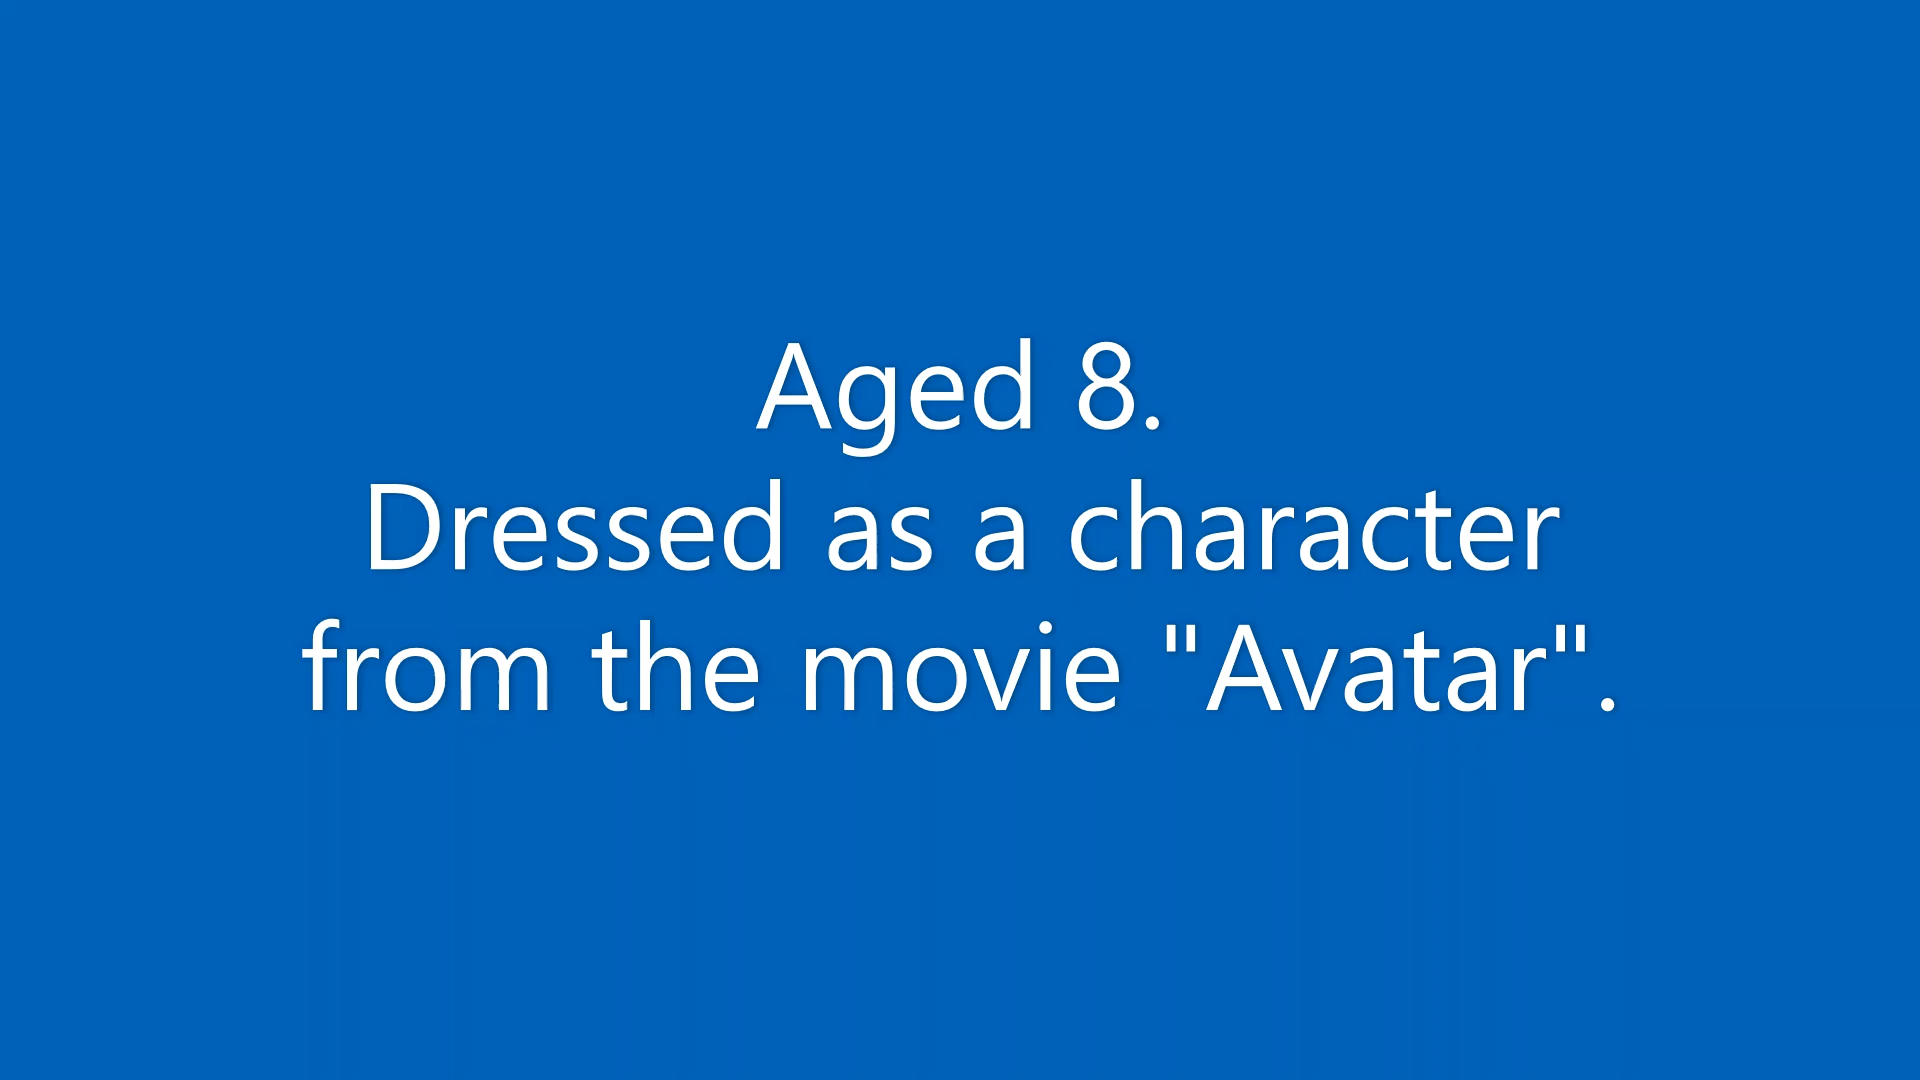 Aged 8.
Dressed as a character
from the movie "Avatar".